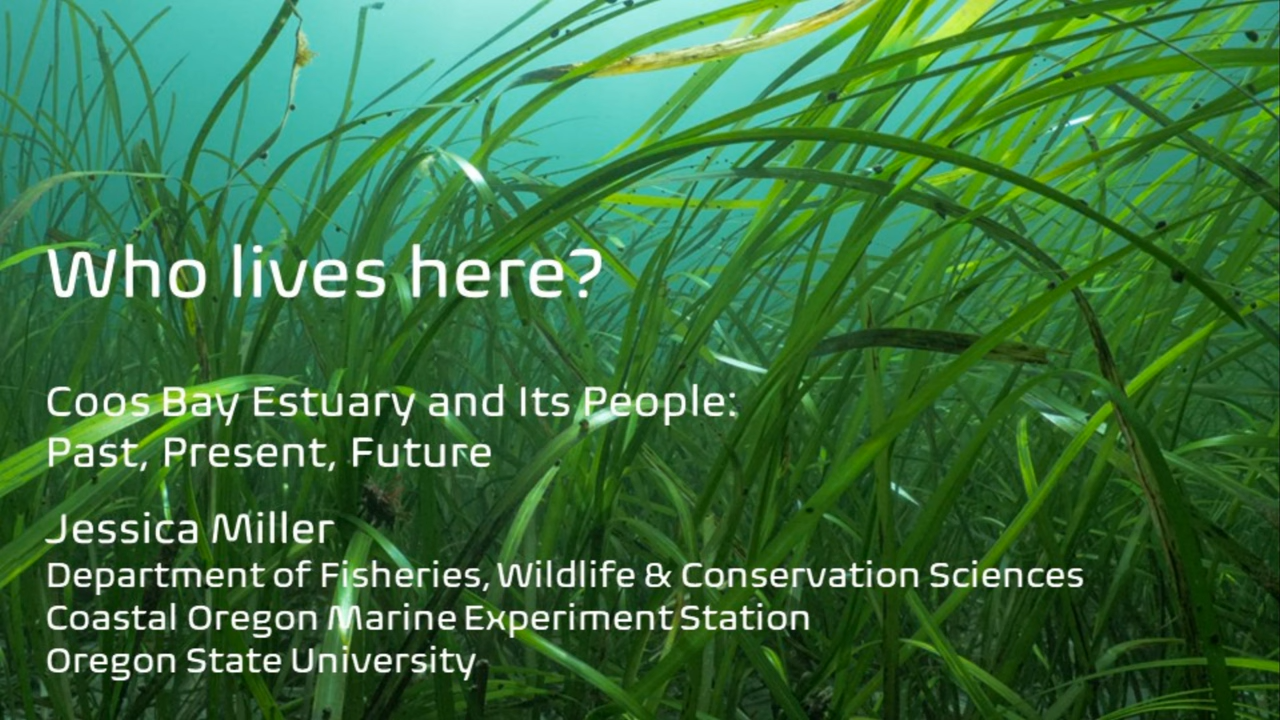 Who lives here?
Coos Bay Estuary and Its People:
Past, Present, Future
Jessica Miller
Department of Fisheries, Wildlife & Conservation Sciences
Coastal Oregon Marine Experiment Station
Oregon State University